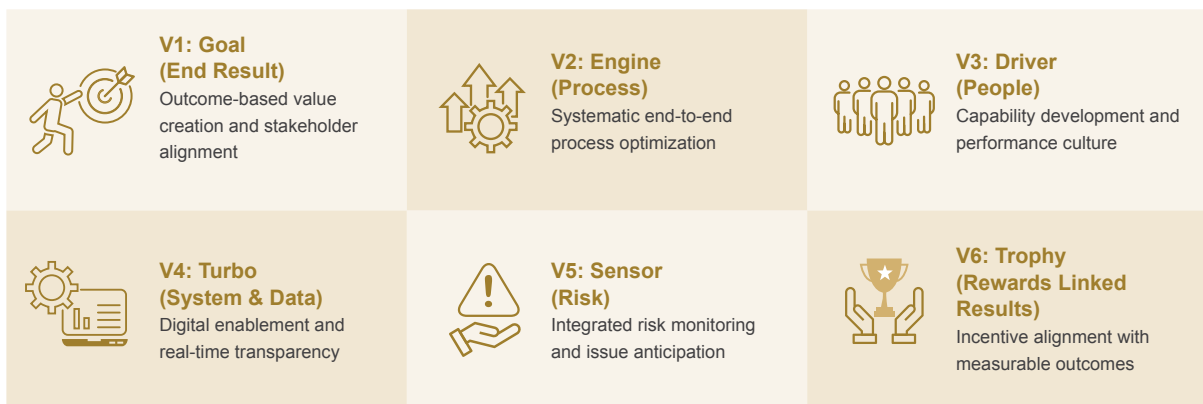 V1: Goal
(End Result)
Outcome-based value
creation and stakeholder
alignment
V2: Engine
(Process)
Systematic end-to-end
process optimization
V3: Driver
(People)
Capability development and
performance culture
V4: Turbo
(System & Data)
Digital enablement and
real-time transparency
V5: Sensor
(Risk)
Integrated risk monitoring
and issue anticipation
V6: Trophy
(Rewards Linked
Results)
Incentive alignment with
measurable outcomes